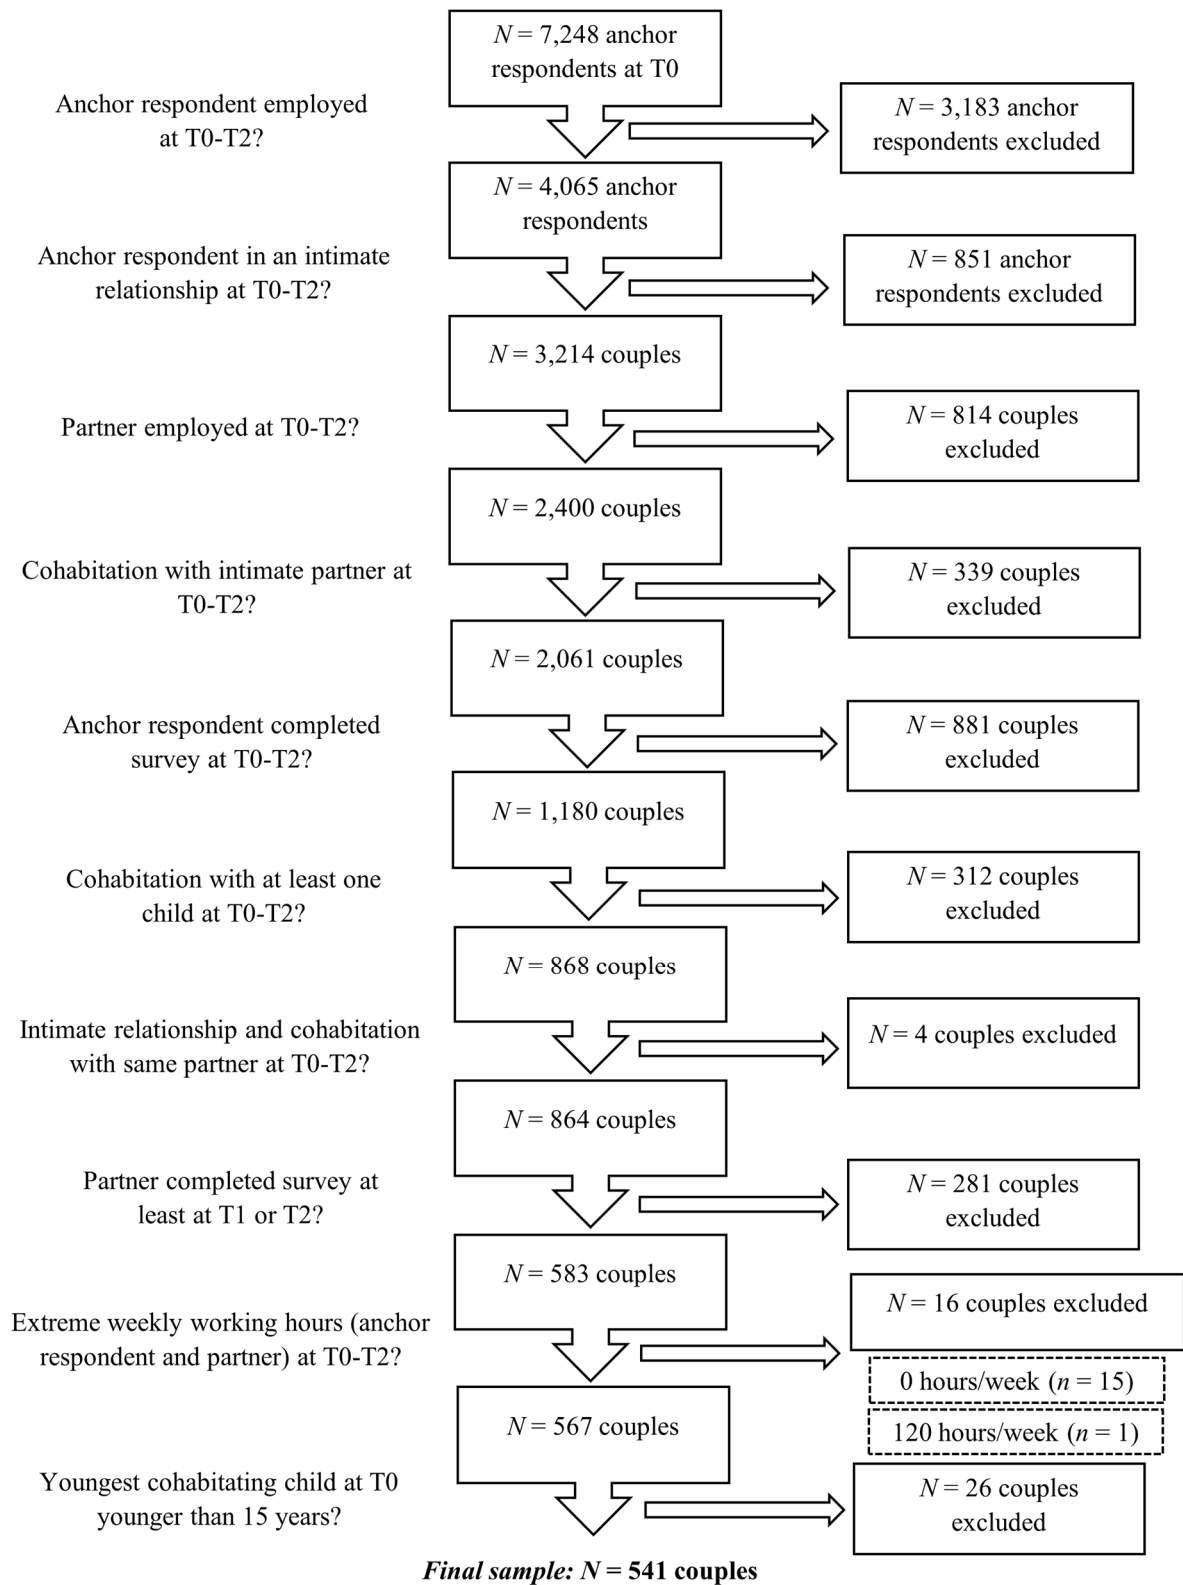 N = 7,248 anchor
respondents at T0
Anchor respondent employed
at T0-T2?
N = 3,183 anchor
respondents excluded
N = 4,065 anchor
respondents
Anchor respondent in an intimate
relationship at T0-T2?
N = 851 anchor
respondents excluded
N = 3,214 couples
Partner employed at T0-T2?
N = 814 couples
excluded
N = 2,400 couples
Cohabitation with intimate partner at
T0-T2?
N = 339 couples
excluded
N = 2,061 couples
Anchor respondent completed
survey at T0-T2?
N = 881 couples
excluded
N = 1,180 couples
Cohabitation with at least one
child at T0-T2?
N = 312 couples
excluded
N = 868 couples
Intimate relationship and cohabitation
with same partner at T0-T2?
N = 4 couples excluded
N = 864 couples
Partner completed survey at
least at T1 or T2?
N = 281 couples
excluded
N = 583 couples
Extreme weekly working hours (anchor
respondent and partner) at T0-T2?
N = 16 couples excluded
0 hours/week (n = 15)
120 hours/week (n = 1)
N = 567 couples
Youngest cohabitating child at T0
younger than 15 years?
N = 26 couples
excluded
Final sample: N = 541 couples